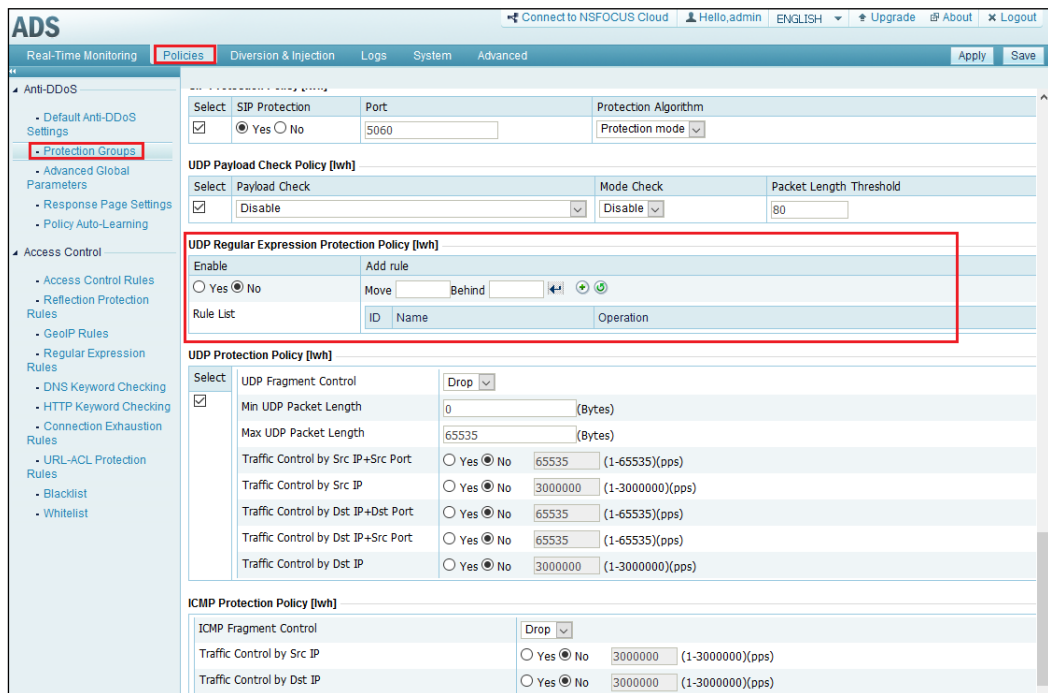 ADS
Connect to NSFOCUS Cloud Hello,admin ENGLISH Upgrade About Logout
Real-Time Monitoring Policies Diversion & Injection Logs System Advanced Apply Save
Anti-DDoS
- Default Anti-DDoS
Settings
- Protection Groups
- Advanced Global
Parameters
- Response Page Settings
- Policy Auto-Learning
Access Control
- Access Control Rules
- Reflection Protection
Rules
- GeoIP Rules
- Regular Expression
Rules
- DNS Keyword Checking
- HTTP Keyword Checking
- Connection Exhaustion
Rules
- URL-ACL Protection
Rules
- Blacklist
- Whitelist
Select SIP Protection Port Protection Algorithm
Yes No 5060 Protection mode
UDP Payload Check Policy [lwh]
Select Payload Check Mode Check Packet Length Threshold
Disable Disable 80
UDP Regular Expression Protection Policy [lwh]
Enable Add rule
Yes No Move Behind
Rule List ID Name Operation
UDP Protection Policy [lwh]
Select UDP Fragment Control Drop
Min UDP Packet Length 0 (Bytes)
Max UDP Packet Length 65535 (Bytes)
Traffic Control by Src IP+Src Port Yes No 65535 (1-65535)(pps)
Traffic Control by Src IP Yes No 3000000 (1-3000000)(pps)
Traffic Control by Dst IP+Dst Port Yes No 65535 (1-65535)(pps)
Traffic Control by Dst IP+Src Port Yes No 65535 (1-65535)(pps)
Traffic Control by Dst IP Yes No 3000000 (1-3000000)(pps)
ICMP Protection Policy [lwh]
ICMP Fragment Control Drop
Traffic Control by Src IP Yes No 3000000 (1-3000000)(pps)
Traffic Control by Dst IP Yes No 3000000 (1-3000000)(pps)